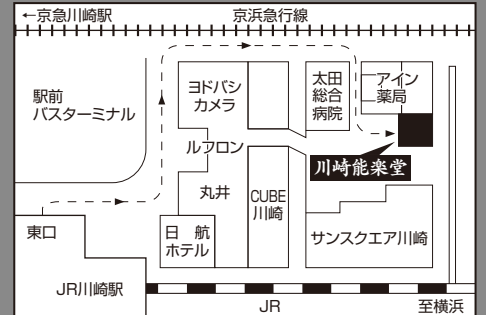 ←京急川崎駅
京浜急行線
駅前
バスターミナル
ヨドバシ
カメラ
ルフロン
丸井
太田
総合
病院
アイン
薬局
川崎能楽堂
CUBE
川崎
サンスクエア川崎
東口
日 航
ホテル
JR川崎駅
JR
至横浜